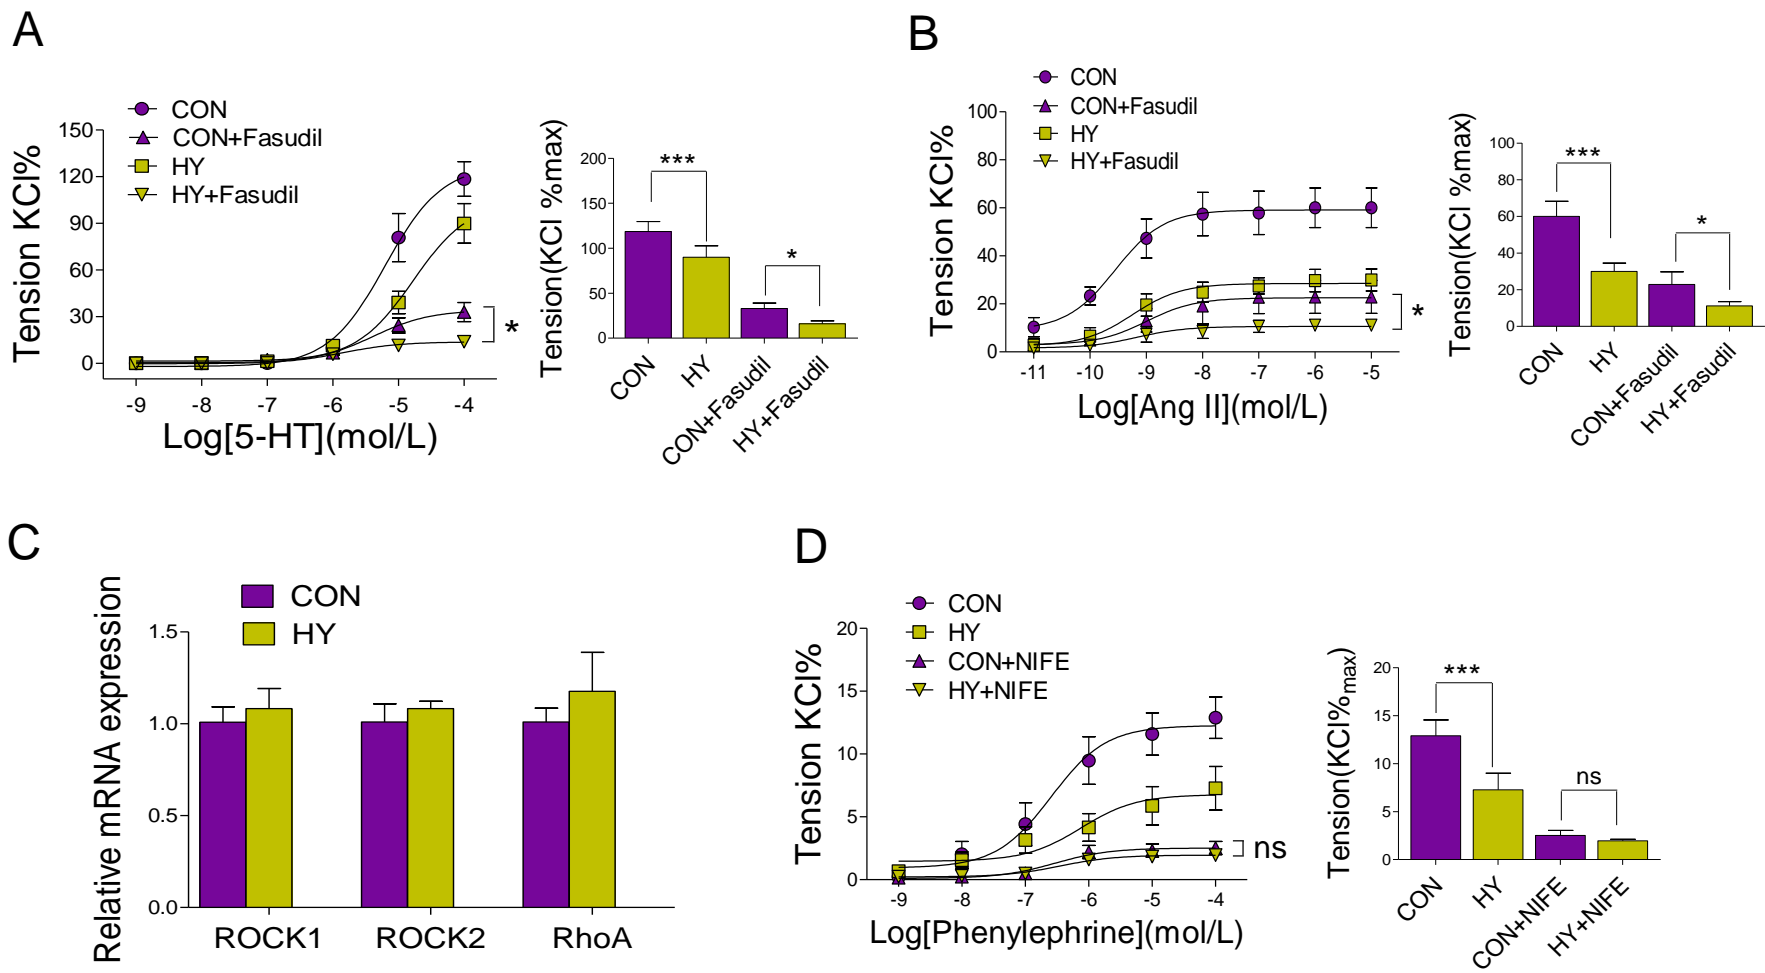 A
CON
CON+Fasudil
HY
HY+Fasudil
Tension KCl%
150
120
90
60
30
0
*
-9 -8 -7 -6 -5 -4
Log[5-HT](mol/L)
Tension(KCl %max)
200
150
100
50
0
***
*
CON HY CON+Fasudil HY+Fasudil
B
CON
CON+Fasudil
HY
HY+Fasudil
Tension KCl%
100
80
60
40
20
0
*
-11 -10 -9 -8 -7 -6 -5
Log[Ang II](mol/L)
Tension(KCl %max)
100
80
60
40
20
0
***
*
CON HY CON+Fasudil HY+Fasudil
C
CON
HY
Relative mRNA expression
1.5
1.0
0.5
0.0
ROCK1 ROCK2 RhoA
D
CON
HY
CON+NIFE
HY+NIFE
Tension KCl%
20
15
10
5
0
ns
-9 -8 -7 -6 -5 -4
Log[Phenylephrine](mol/L)
Tension(KCl%max)
20
15
10
5
0
***
ns
CON HY CON+NIFE HY+NIFE